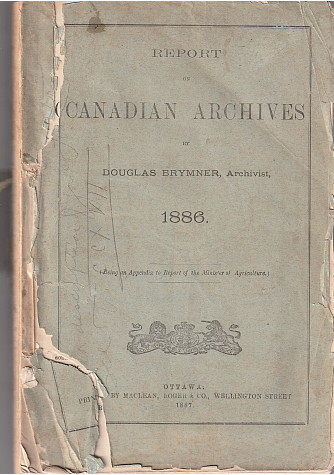 REPORT
ON
CANADIAN ARCHIVES
BY
DOUGLAS BRYMNER, Archivist,
1886.
(Being an Appendix to Report of the Minister of Agriculture.)
OTTAWA:
PRINTED BY MACLEAN, ROGER & CO., WELLINGTON STREET
1887.